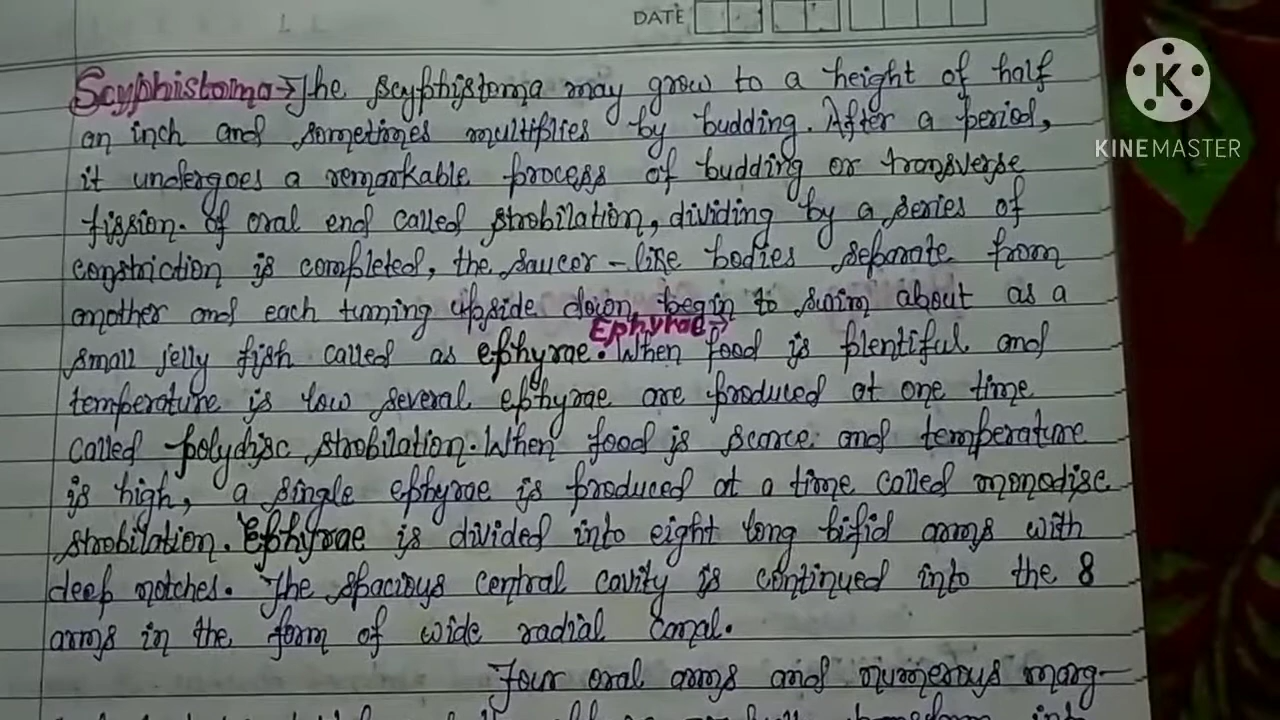 DATE
Scyphistoma → The scyphistoma may grow to a height of half
an inch and sometimes multiplies by budding. After a period,
it undergoes a remarkable process of budding or transverse
fission. Of oral end called strobilation, dividing by a series of
constriction is completed, the saucer-like bodies separate from
another and each turning upside down, begin to swim about as a
Ephyrae →
small jelly fish called as ephyrae. When food is plentiful and
temperature is low several ephyrae are produced at one time
called polydisc strobilation. When food is scarce and temperature
is high, a single ephyrae is produced at a time called monodisc
strobilation. Ephyrae is divided into eight long bifid arms with
deep notches. The spacious central cavity is continued into the 8
arms in the form of wide radial canal.
Four oral arms and numerous marg-
K
KINEMASTER